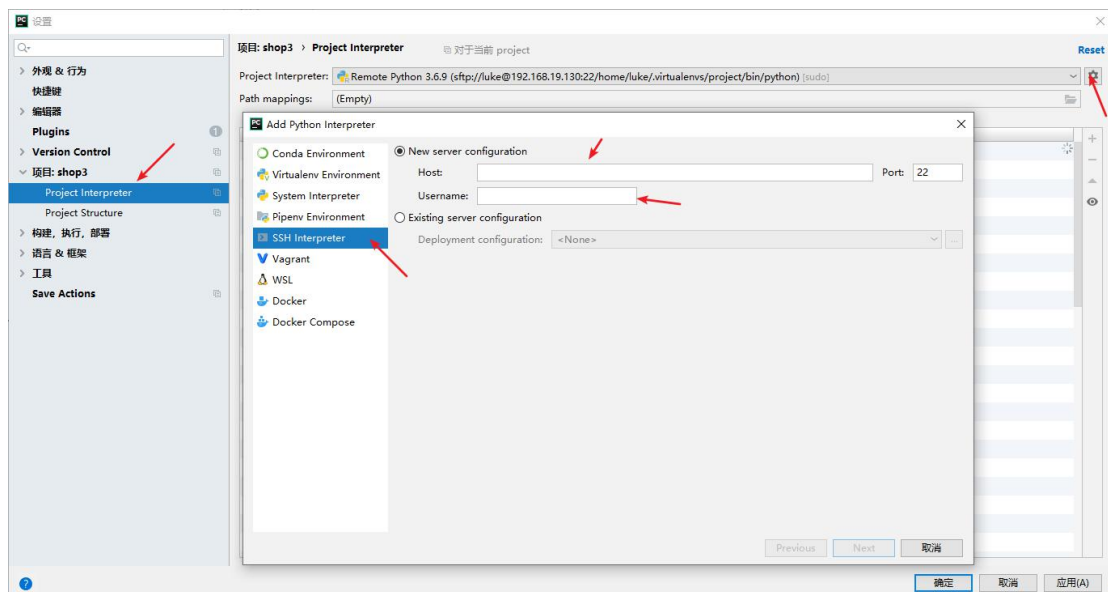 设置
项目: shop3 › Project Interpreter
对于当前 project
Reset
外观 & 行为
快捷键
编辑器
Plugins
1
Version Control
项目: shop3
Project Interpreter
Project Structure
构建，执行，部署
语言 & 框架
工具
Save Actions
Project Interpreter: Remote Python 3.6.9 (sftp://luke@192.168.19.130:22/home/luke/.virtualenvs/project/bin/python) [sudo]
Path mappings: (Empty)
Add Python Interpreter
Conda Environment
Virtualenv Environment
System Interpreter
Pipenv Environment
SSH Interpreter
Vagrant
WSL
Docker
Docker Compose
New server configuration
Host:
Port: 22
Username:
Existing server configuration
Deployment configuration: <None>
...
Previous Next 取消
确定 取消 应用(A)